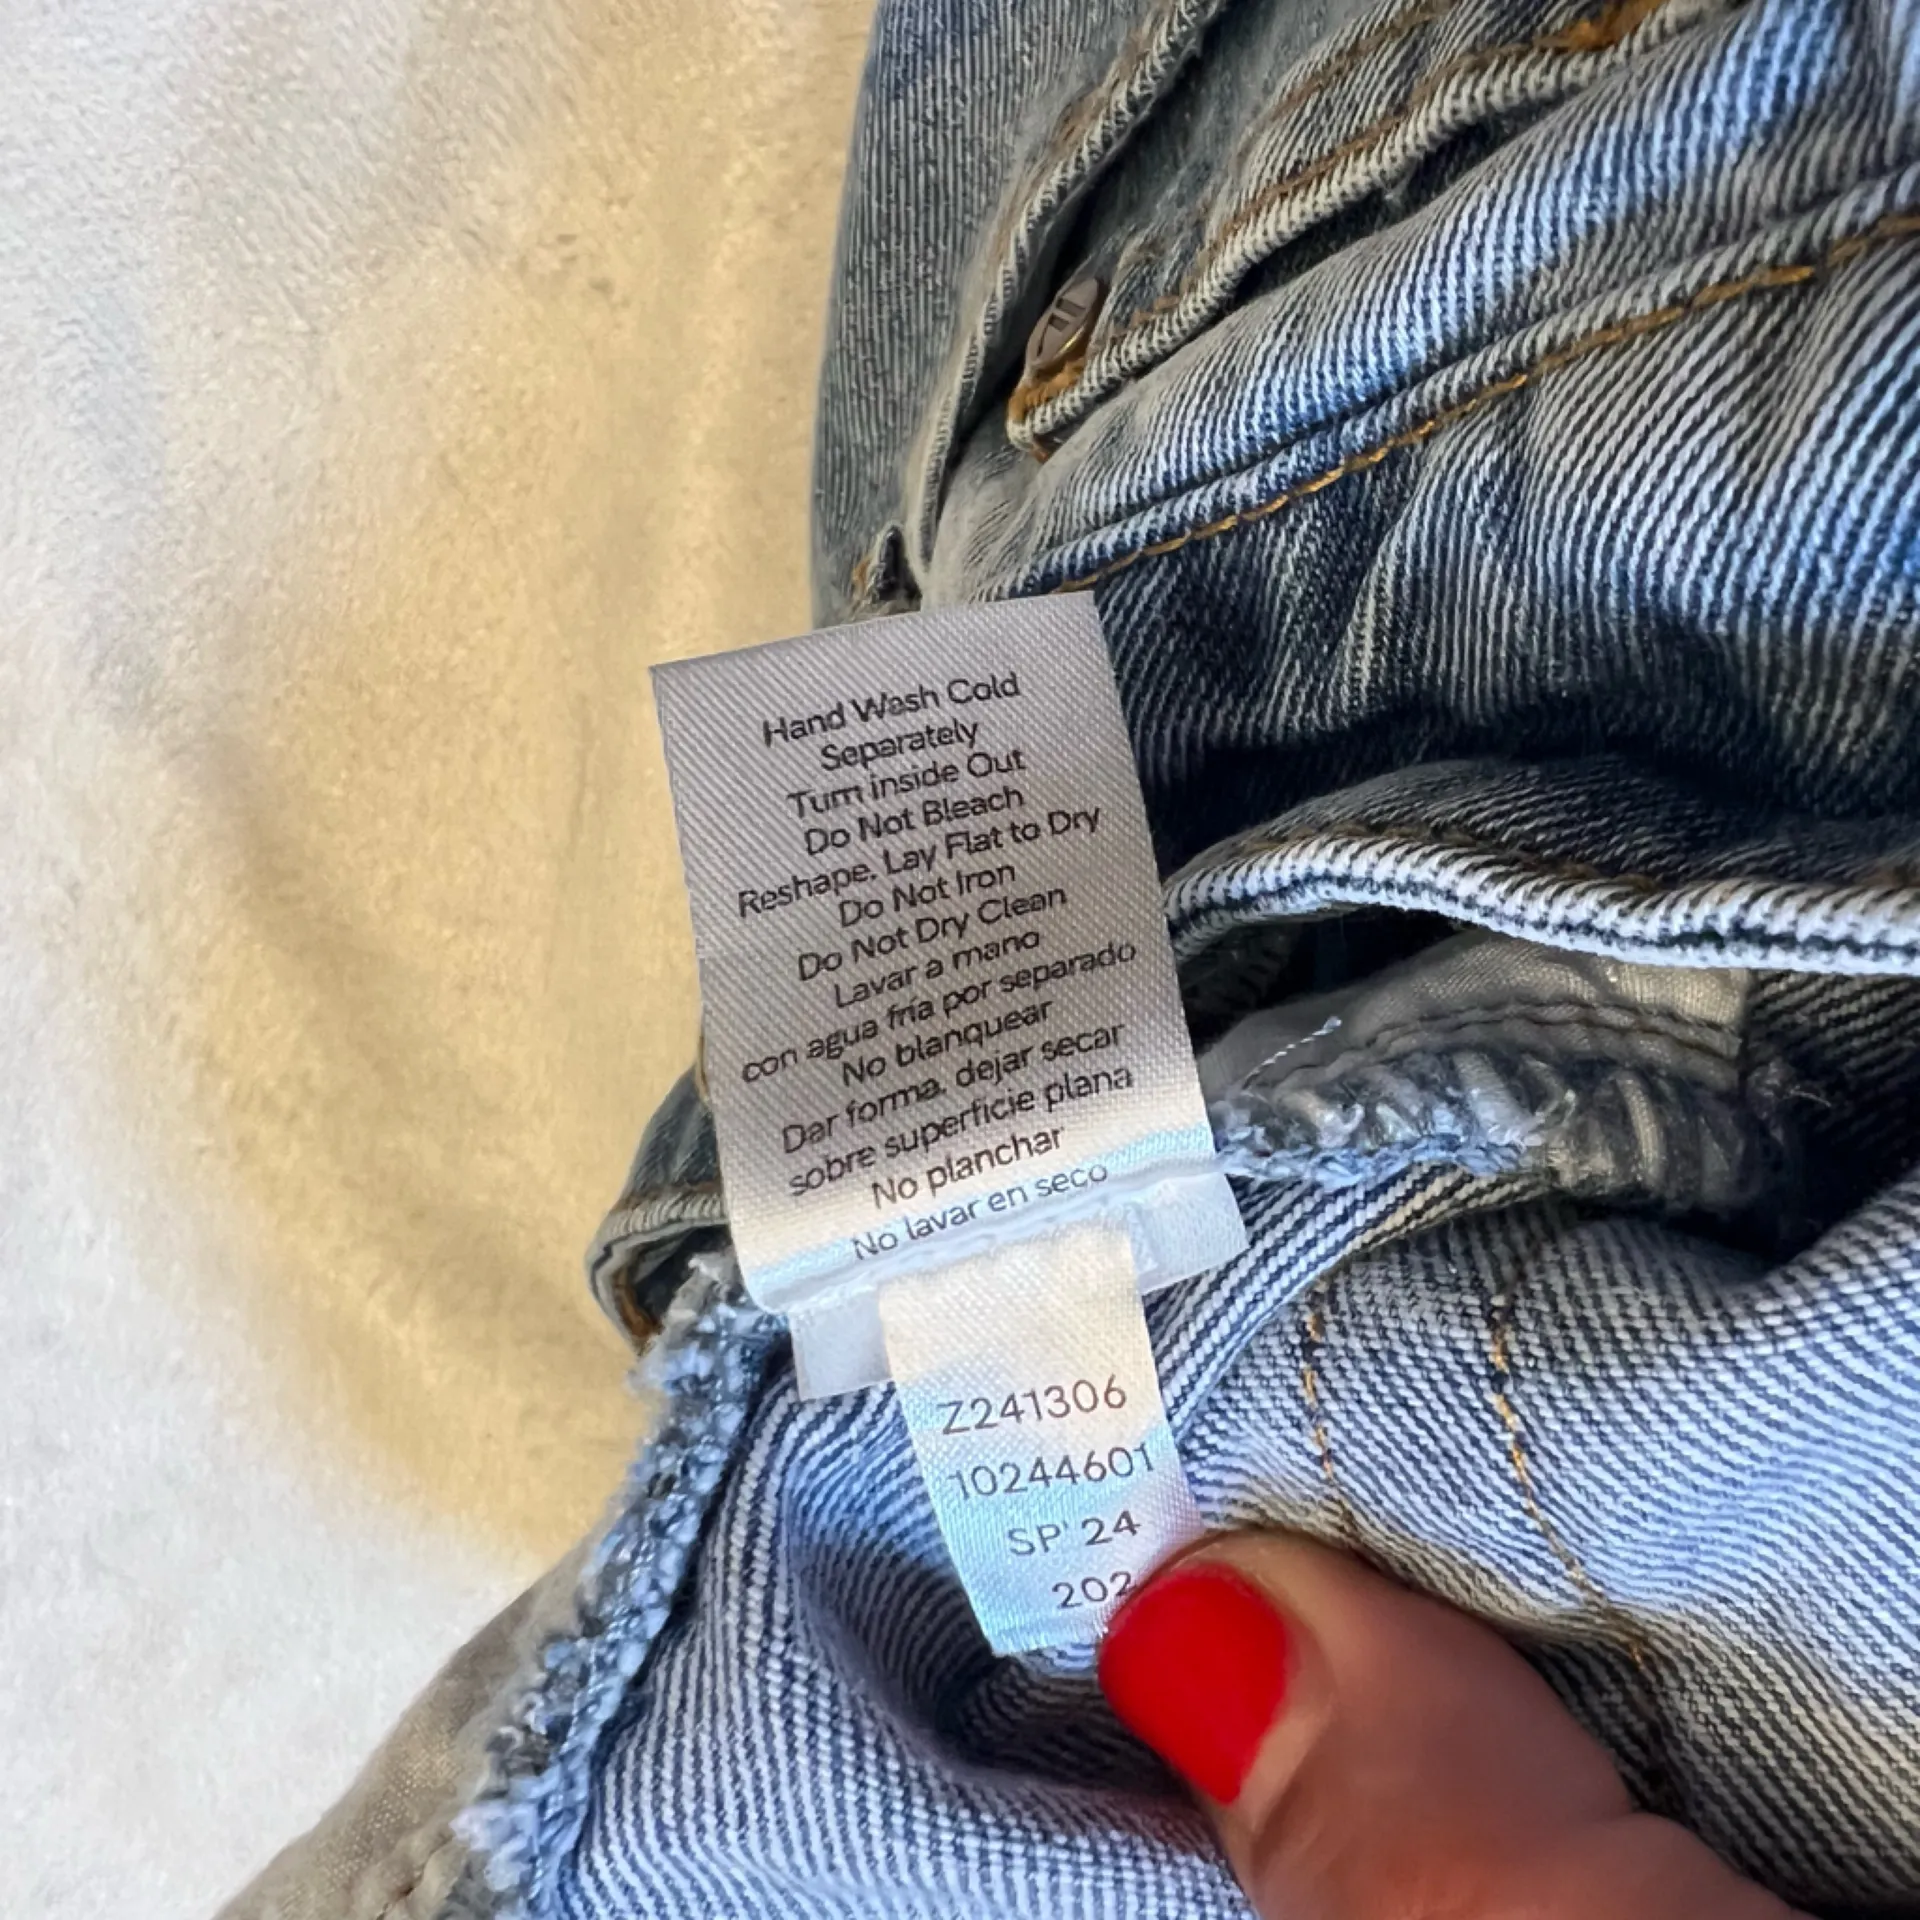 Hand Wash Cold
Separately
Turn inside Out
Do Not Bleach
Reshape. Lay Flat to Dry
Do Not Iron
Do Not Dry Clean
Lavar a mano
con agua fría por separado
No blanquear
Dar forma. dejar secar
sobre superficie plana
No planchar
No lavar en seco
Z241306
10244601
SP' 24
202